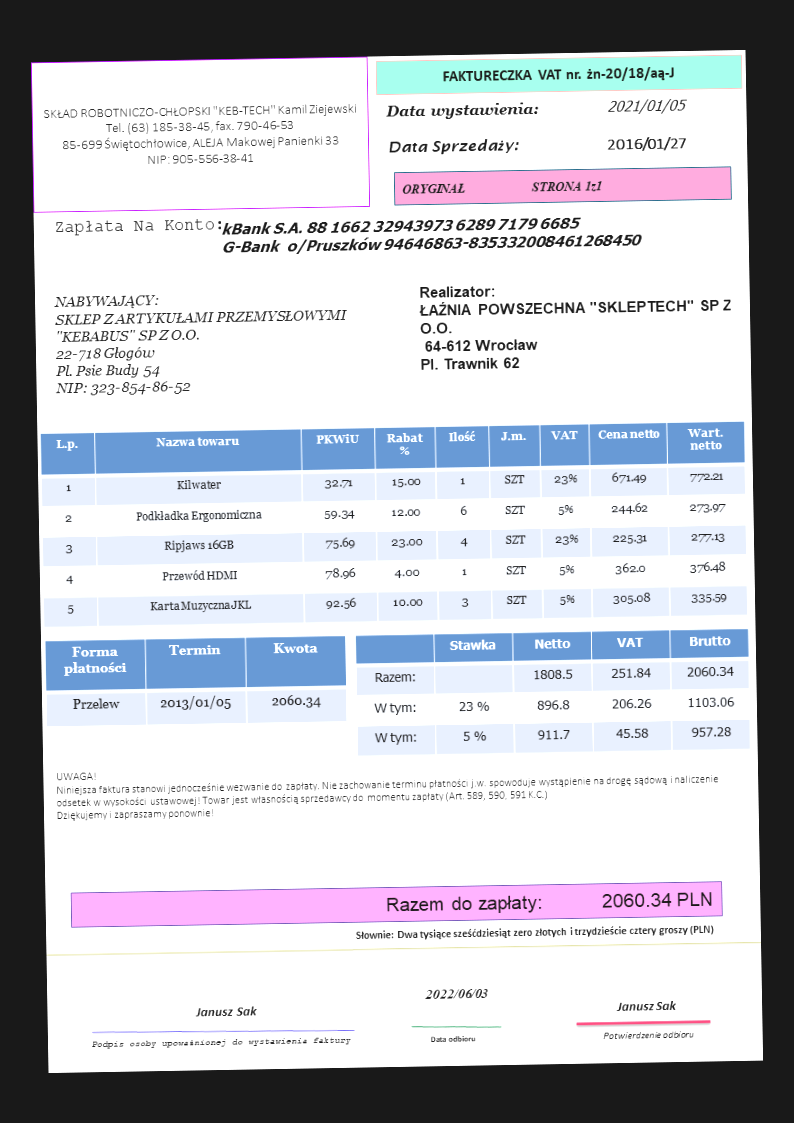 SKŁAD ROBOTNICZO-CHŁOPSKI "KEB-TECH" Kamil Ziejewski
Tel. (63) 185-38-45, fax. 790-46-53
85-699 Świętochłowice, ALEJA Makowej Panienki 33
NIP: 905-556-38-41
FAKTURECZKA VAT nr. żn-20/18/aą-J
Data wystawienia: 2021/01/05
Data Sprzedaży: 2016/01/27
ORYGINAŁ STRONA 1z1
Zapłata Na Konto: kBank S.A. 88 1662 32943973 6289 7179 6685
G-Bank o/Pruszków 94646863-835332008461268450
NABYWAJĄCY:
SKLEP Z ARTYKUŁAMI PRZEMYSŁOWYMI
"KEBABUS" SP Z O.O.
22-718 Głogów
Pl. Psie Budy 54
NIP: 323-854-86-52
Realizator:
ŁAŹNIA POWSZECHNA "SKLEPTECH" SP Z
O.O.
64-612 Wrocław
Pl. Trawnik 62
L.p. Nazwa towaru PKWiU Rabat % Ilość J.m. VAT Cena netto Wart. netto
1 Kilwater 32.71 15.00 1 SZT 23% 671.49 772.21
2 Podkładka Ergonomiczna 59.34 12.00 6 SZT 5% 244.62 273.97
3 Ripjaws 16GB 75.69 23.00 4 SZT 23% 225.31 277.13
4 Przewód HDMI 78.96 4.00 1 SZT 5% 362.0 376.48
5 Karta Muzyczna JKL 92.56 10.00 3 SZT 5% 305.08 335.59
Forma płatności Termin Kwota
Przelew 2013/01/05 2060.34
Stawka Netto VAT Brutto
Razem: 1808.5 251.84 2060.34
W tym: 23 % 896.8 206.26 1103.06
W tym: 5 % 911.7 45.58 957.28
UWAGA!
Niniejsza faktura stanowi jednocześnie wezwanie do zapłaty. Nie zachowanie terminu płatności j.w. spowoduje wystąpienie na drogę sądową i naliczenie
odsetek w wysokości ustawowej! Towar jest własnością sprzedawcy do momentu zapłaty (Art. 589, 590, 591 K.C.)
Dziękujemy i zapraszamy ponownie!
Razem do zapłaty: 2060.34 PLN
Słownie: Dwa tysiące sześćdziesiąt zero złotych i trzydzieście cztery groszy (PLN)
Janusz Sak
Podpis osoby upoważnionej do wystawienia faktury
2022/06/03
Data odbioru
Janusz Sak
Potwierdzenie odbioru